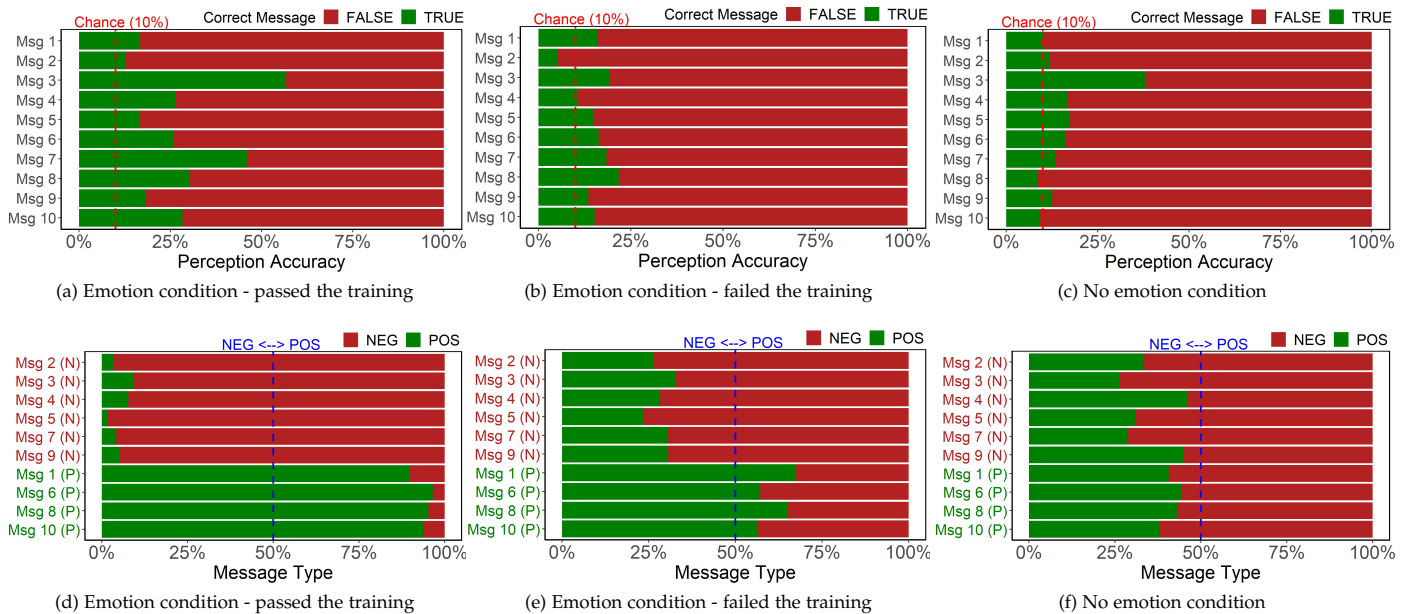 Correct Message FALSE TRUE
Chance (10%)
Msg 1
Msg 2
Msg 3
Msg 4
Msg 5
Msg 6
Msg 7
Msg 8
Msg 9
Msg 10
0% 25% 50% 75% 100%
Perception Accuracy
(a) Emotion condition - passed the training
Correct Message FALSE TRUE
Chance (10%)
Msg 1
Msg 2
Msg 3
Msg 4
Msg 5
Msg 6
Msg 7
Msg 8
Msg 9
Msg 10
0% 25% 50% 75% 100%
Perception Accuracy
(b) Emotion condition - failed the training
Correct Message FALSE TRUE
Chance (10%)
Msg 1
Msg 2
Msg 3
Msg 4
Msg 5
Msg 6
Msg 7
Msg 8
Msg 9
Msg 10
0% 25% 50% 75% 100%
Perception Accuracy
(c) No emotion condition
NEG POS
NEG <--> POS
Msg 2 (N)
Msg 3 (N)
Msg 4 (N)
Msg 5 (N)
Msg 7 (N)
Msg 9 (N)
Msg 1 (P)
Msg 6 (P)
Msg 8 (P)
Msg 10 (P)
0% 25% 50% 75% 100%
Message Type
(d) Emotion condition - passed the training
NEG POS
NEG <--> POS
Msg 2 (N)
Msg 3 (N)
Msg 4 (N)
Msg 5 (N)
Msg 7 (N)
Msg 9 (N)
Msg 1 (P)
Msg 6 (P)
Msg 8 (P)
Msg 10 (P)
0% 25% 50% 75% 100%
Message Type
(e) Emotion condition - failed the training
NEG POS
NEG <--> POS
Msg 2 (N)
Msg 3 (N)
Msg 4 (N)
Msg 5 (N)
Msg 7 (N)
Msg 9 (N)
Msg 1 (P)
Msg 6 (P)
Msg 8 (P)
Msg 10 (P)
0% 25% 50% 75% 100%
Message Type
(f) No emotion condition